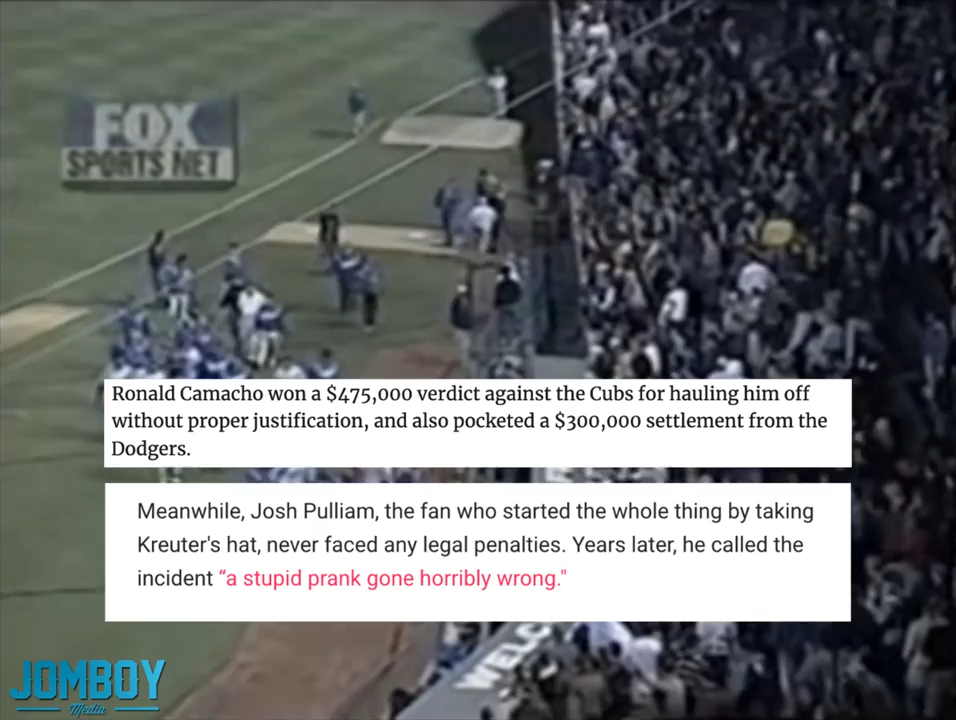 FOX
SPORTS NET
Ronald Camacho won a $475,000 verdict against the Cubs for hauling him off
without proper justification, and also pocketed a $300,000 settlement from the
Dodgers.
Meanwhile, Josh Pulliam, the fan who started the whole thing by taking
Kreuter's hat, never faced any legal penalties. Years later, he called the
incident “a stupid prank gone horribly wrong."
WELC
JOMBOY
Media